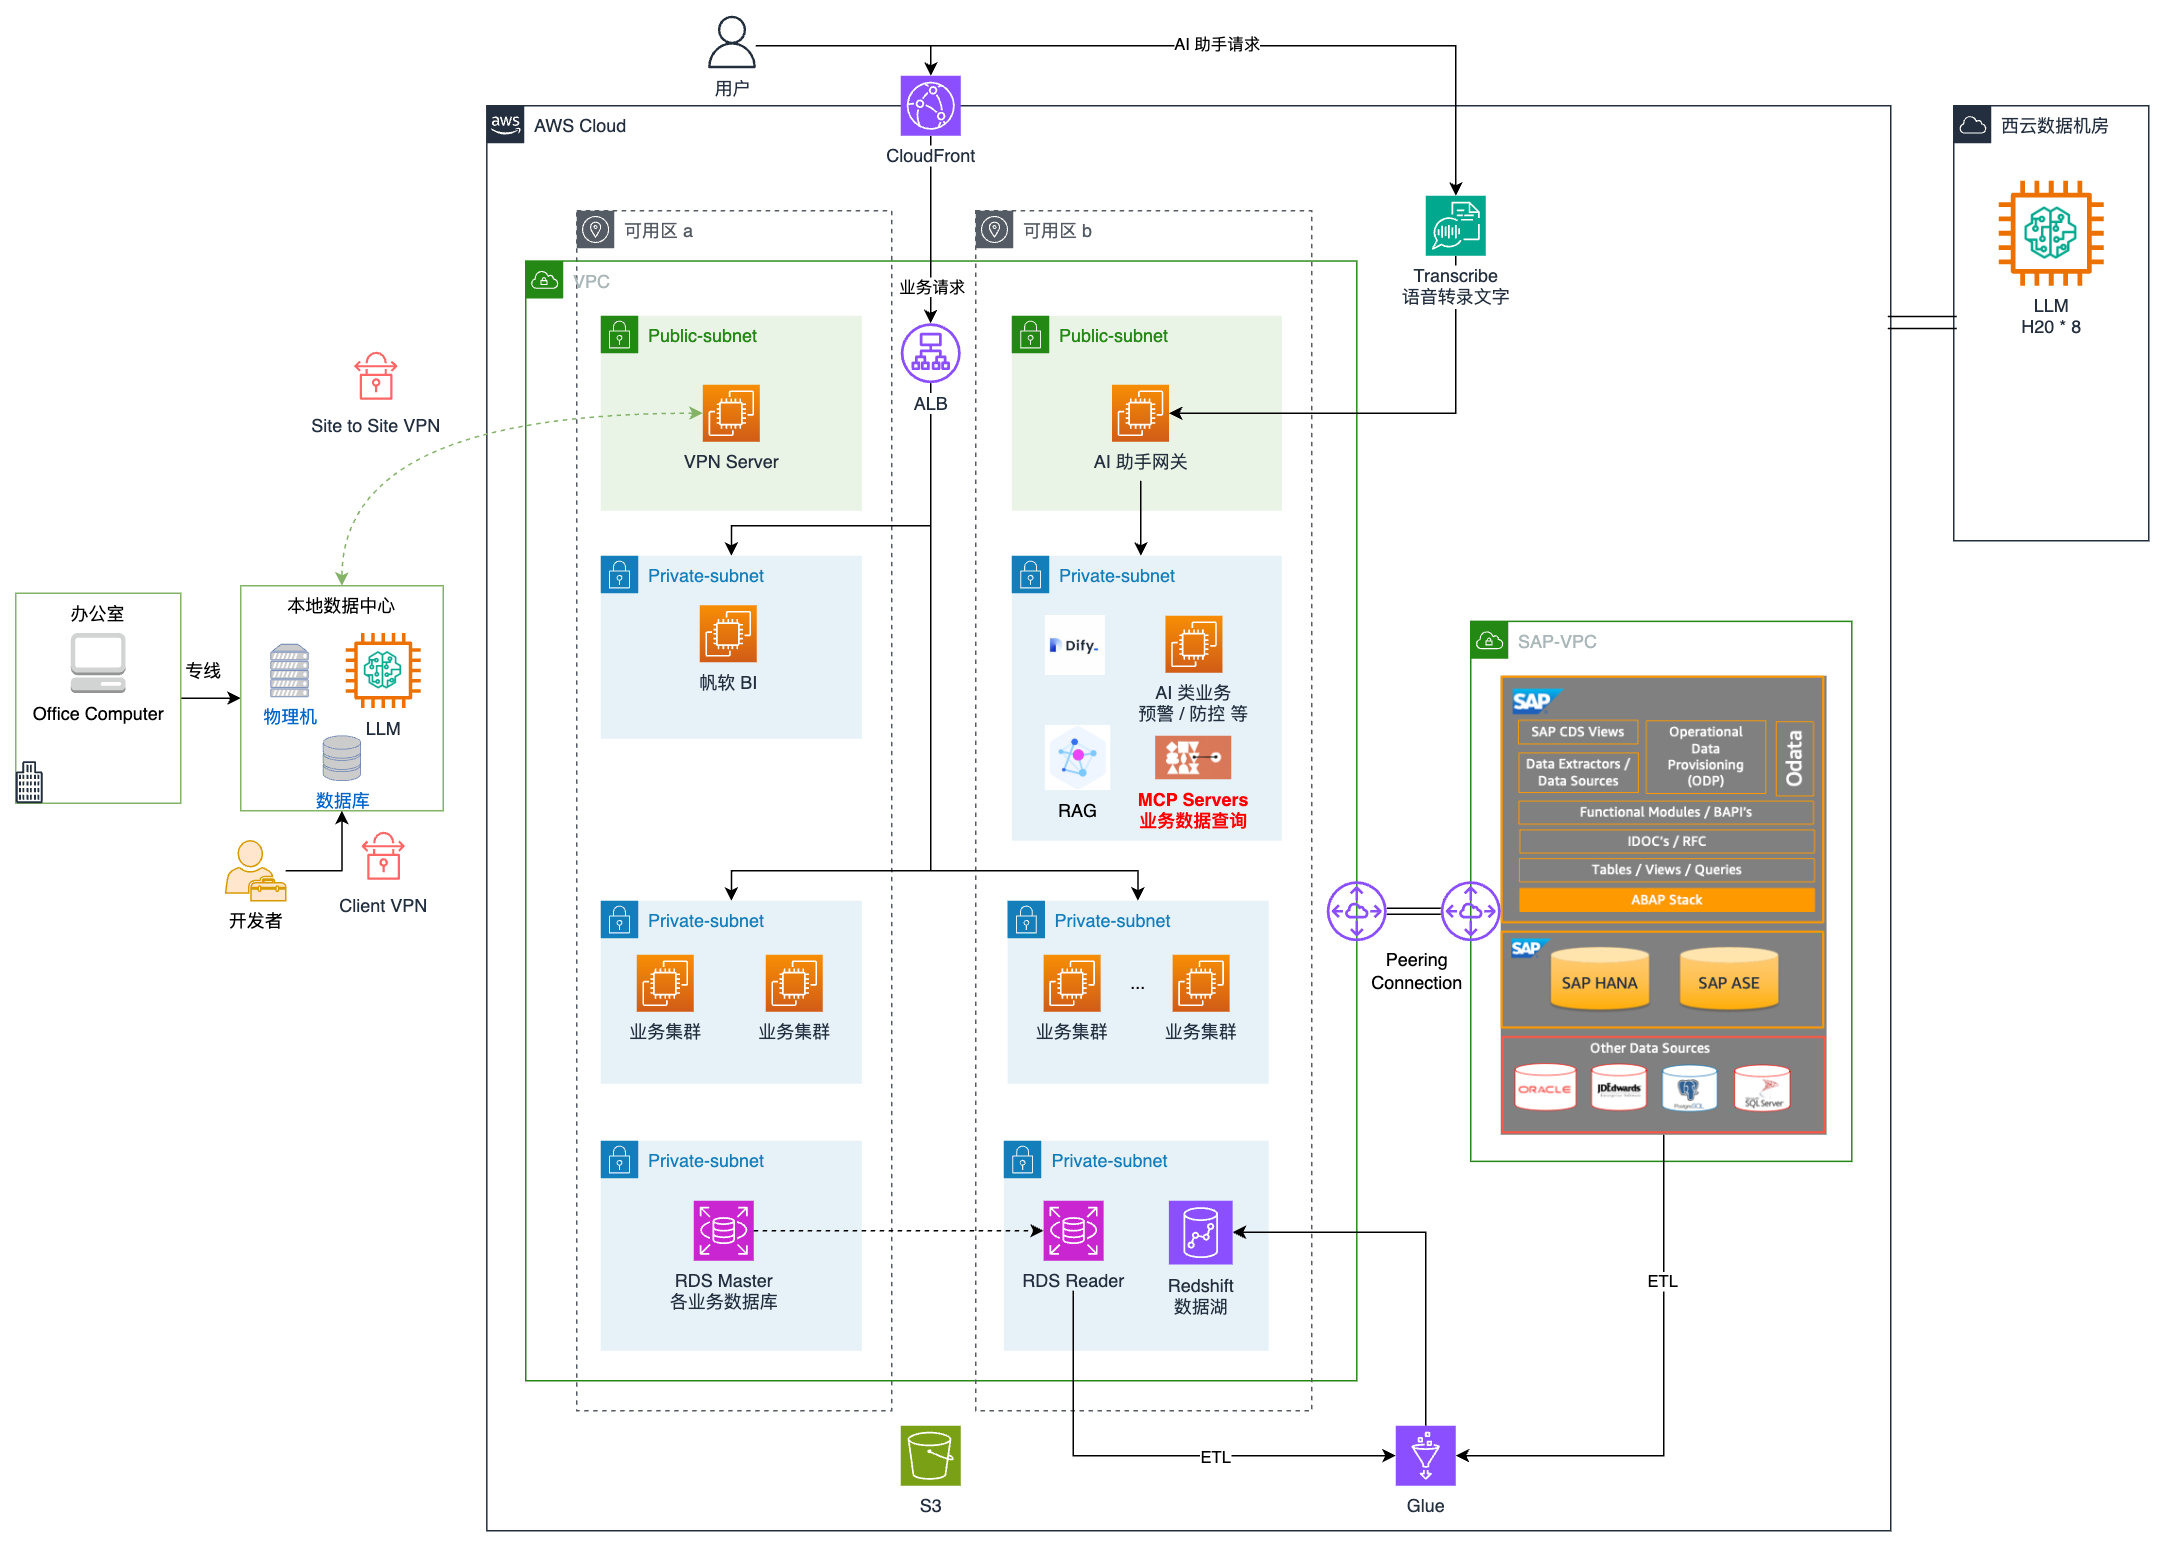 用户
AI 助手请求
aws
AWS Cloud
CloudFront
西云数据机房
LLM
H20 * 8
可用区 a
可用区 b
VPC
业务请求
Transcribe
语音转录文字
Public-subnet
VPN Server
ALB
Public-subnet
AI 助手网关
Site to Site VPN
Private-subnet
帆软 BI
Private-subnet
Dify_
AI 类业务
预警 / 防控 等
RAG
MCP Servers
业务数据查询
办公室
Office Computer
专线
本地数据中心
物理机
LLM
数据库
开发者
Client VPN
Private-subnet
业务集群
业务集群
Private-subnet
...
业务集群
业务集群
Peering
Connection
SAP-VPC
SAP
SAP CDS Views
Operational
Data
Provisioning
(ODP)
Odata
Data Extractors /
Data Sources
Functional Modules / BAPI's
IDOC's / RFC
Tables / Views / Queries
ABAP Stack
SAP
SAP HANA
SAP ASE
Other Data Sources
ORACLE
JDEdwards
PostgreSQL
SQL Server
Private-subnet
RDS Master
各业务数据库
Private-subnet
RDS Reader
Redshift
数据湖
ETL
ETL
S3
Glue